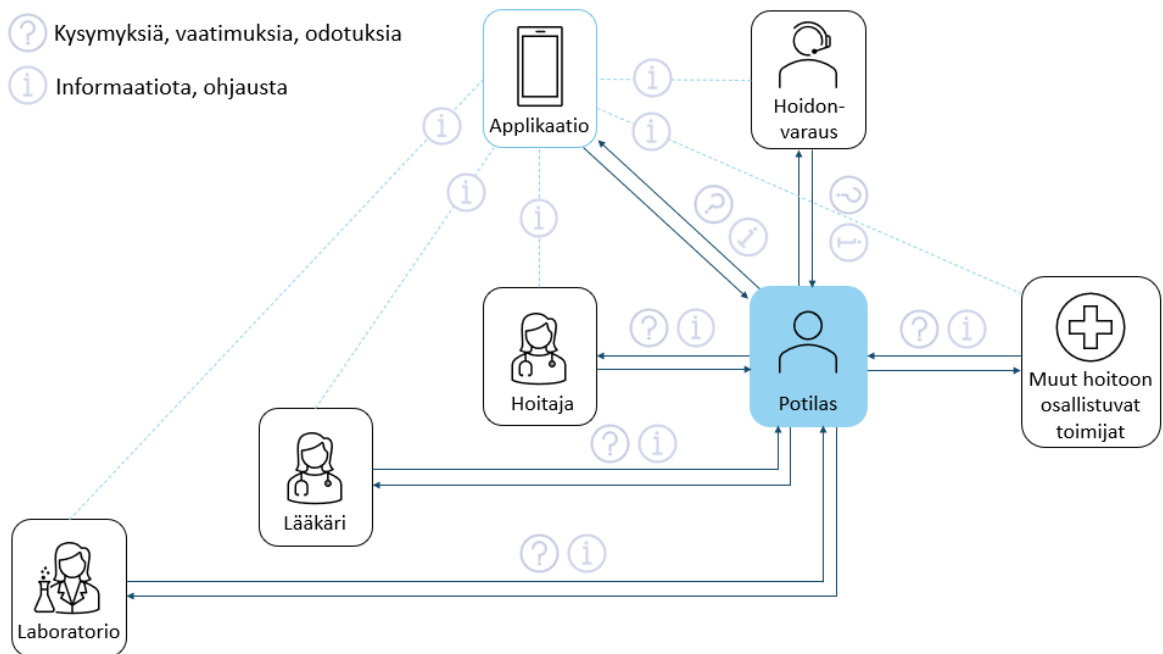 ? Kysymyksiä, vaatimuksia, odotuksia
i Informaatiota, ohjausta
Applikaatio
Hoidon-
varaus
i
i
i
i
i
?
i
?
i
Hoitaja
? i
Potilas
? i
Muut hoitoon
osallistuvat
toimijat
Lääkäri
? i
Laboratorio
? i